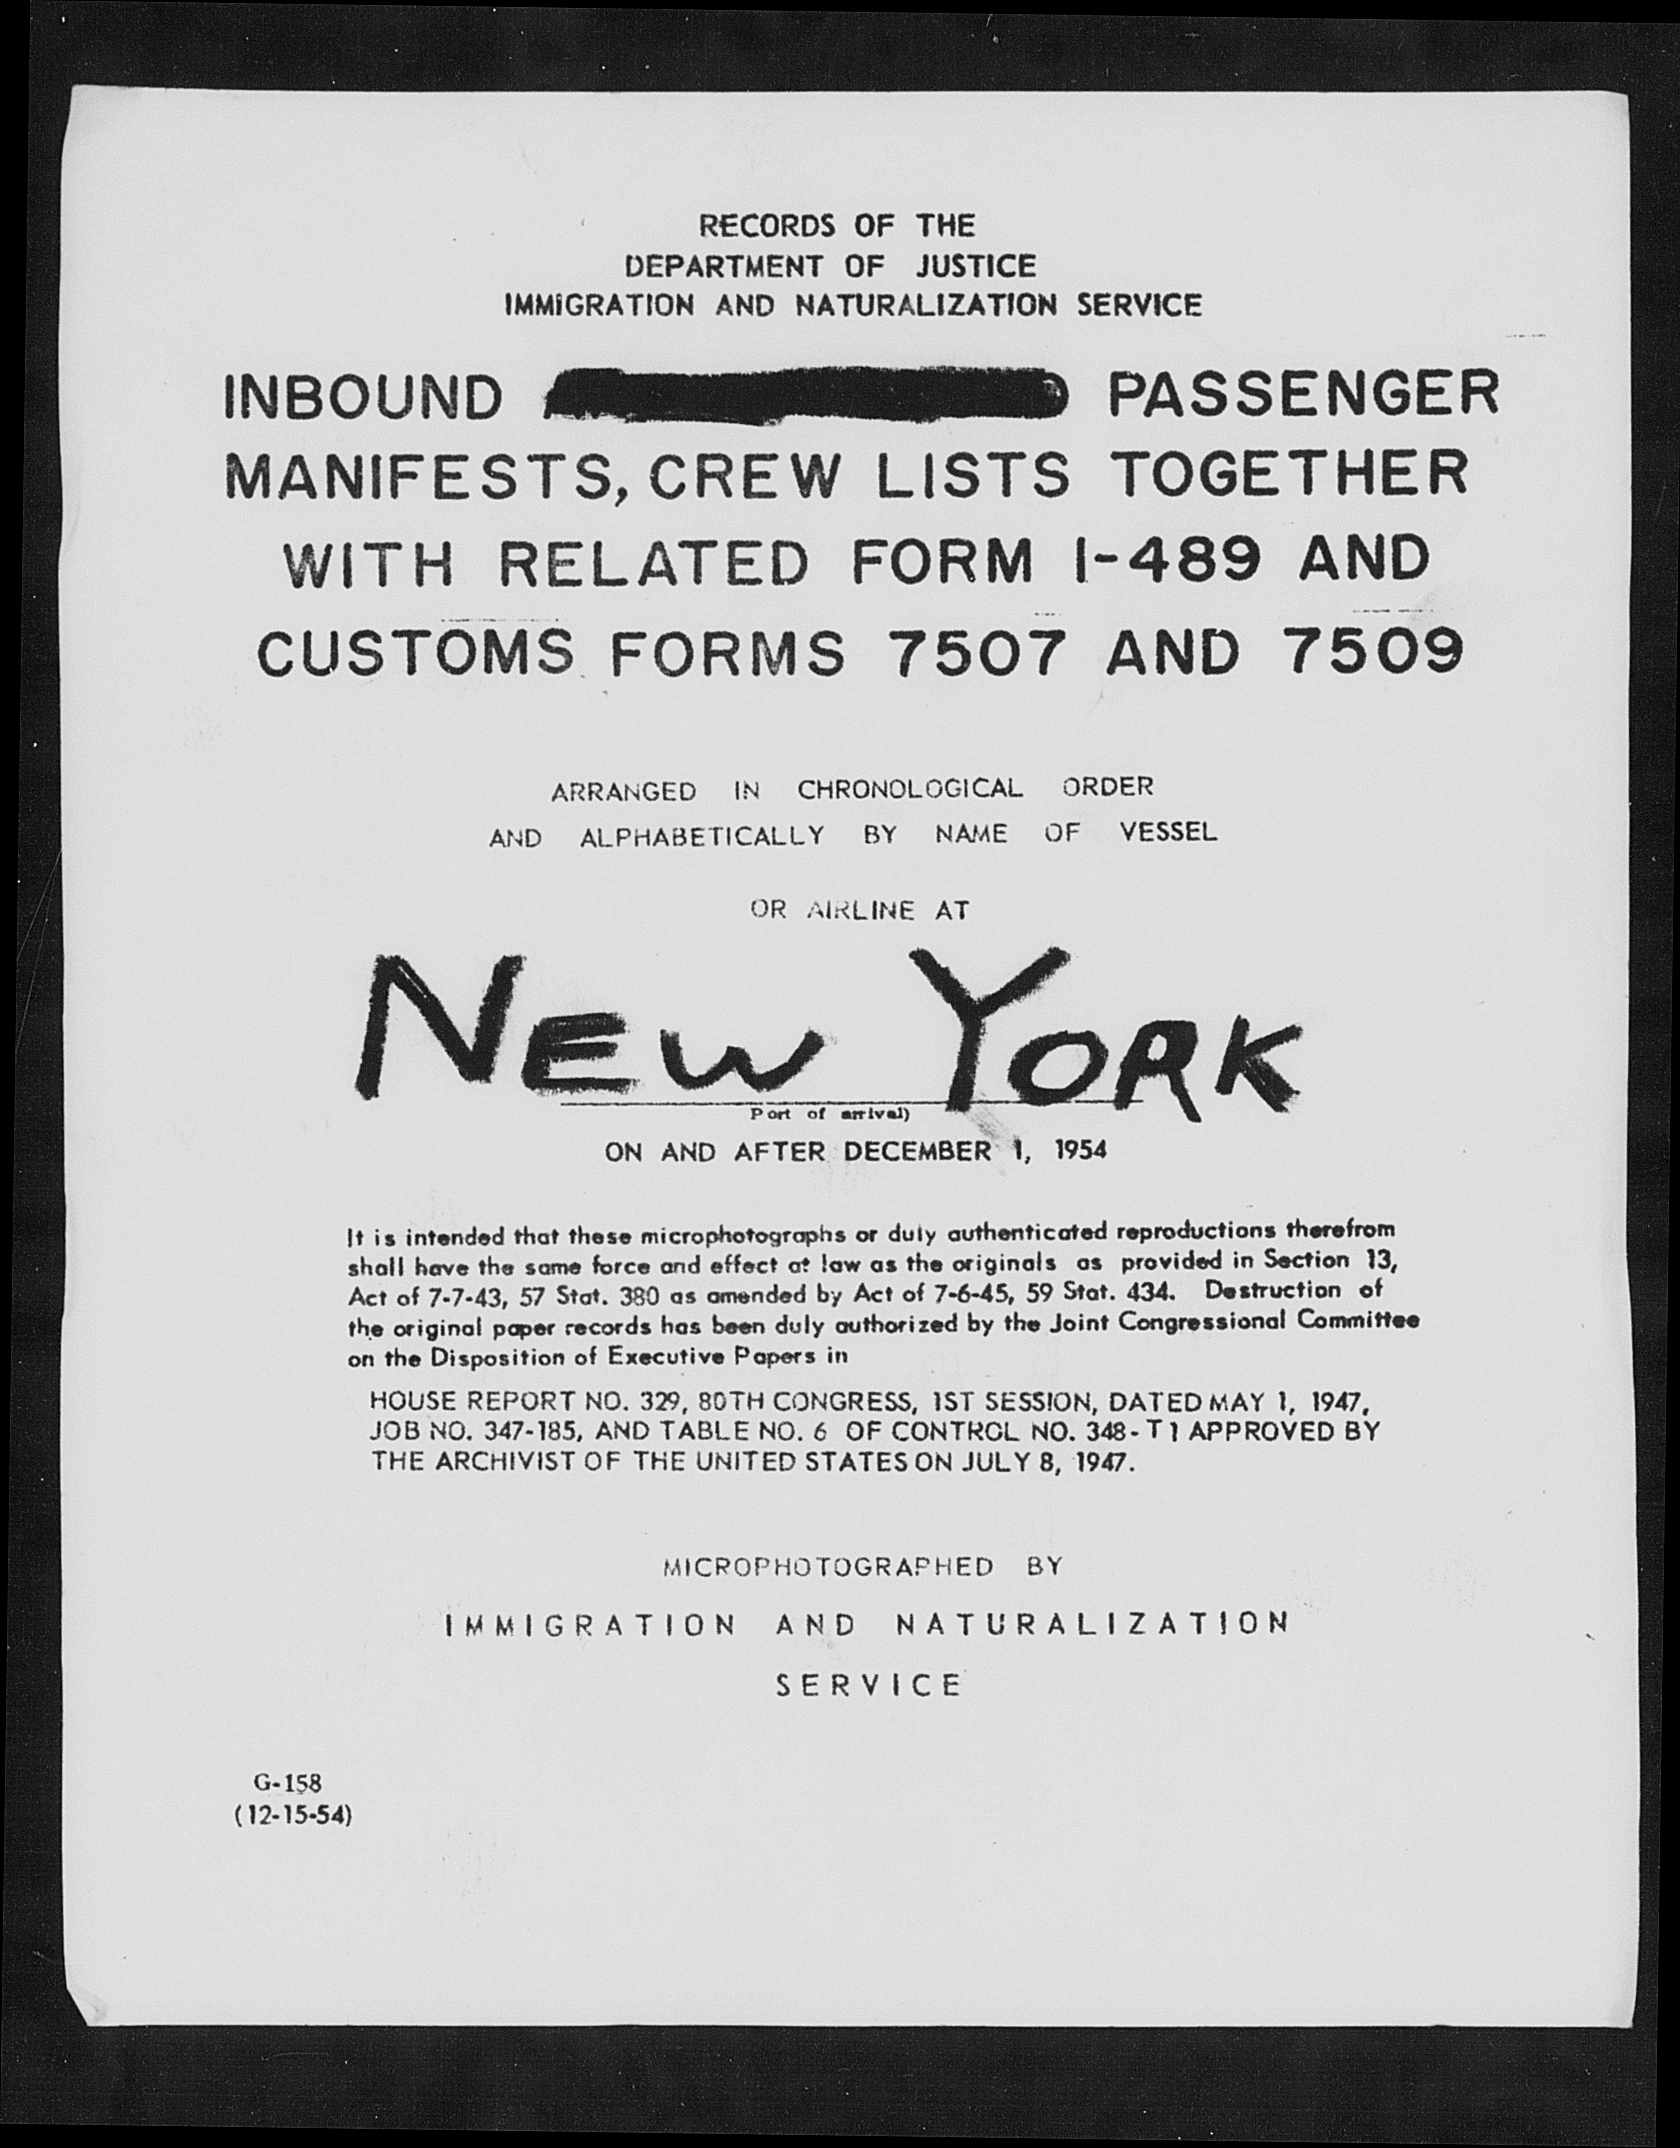 RECORDS OF THE
DEPARTMENT OF JUSTICE
IMMIGRATION AND NATURALIZATION SERVICE
INBOUND PASSENGER
MANIFESTS, CREW LISTS TOGETHER
WITH RELATED FORM I-489 AND
CUSTOMS FORMS 7507 AND 7509
ARRANGED IN CHRONOLOGICAL ORDER
AND ALPHABETICALLY BY NAME OF VESSEL
OR AIRLINE AT
NEW YORK
Port of arrival)
ON AND AFTER DECEMBER 1, 1954
It is intended that these microphotographs or duly authenticated reproductions therefrom
shall have the same force and effect at law as the originals as provided in Section 13,
Act of 7-7-43, 57 Stat. 380 as amended by Act of 7-6-45, 59 Stat. 434. Destruction of
the original paper records has been duly authorized by the Joint Congressional Committee
on the Disposition of Executive Papers in
HOUSE REPORT NO. 329, 80TH CONGRESS, 1ST SESSION, DATED MAY 1, 1947,
JOB NO. 347-185, AND TABLE NO. 6 OF CONTROL NO. 348-T1 APPROVED BY
THE ARCHIVIST OF THE UNITED STATES ON JULY 8, 1947.
MICROPHOTOGRAPHED BY
IMMIGRATION AND NATURALIZATION
SERVICE
G-158
(12-15-54)